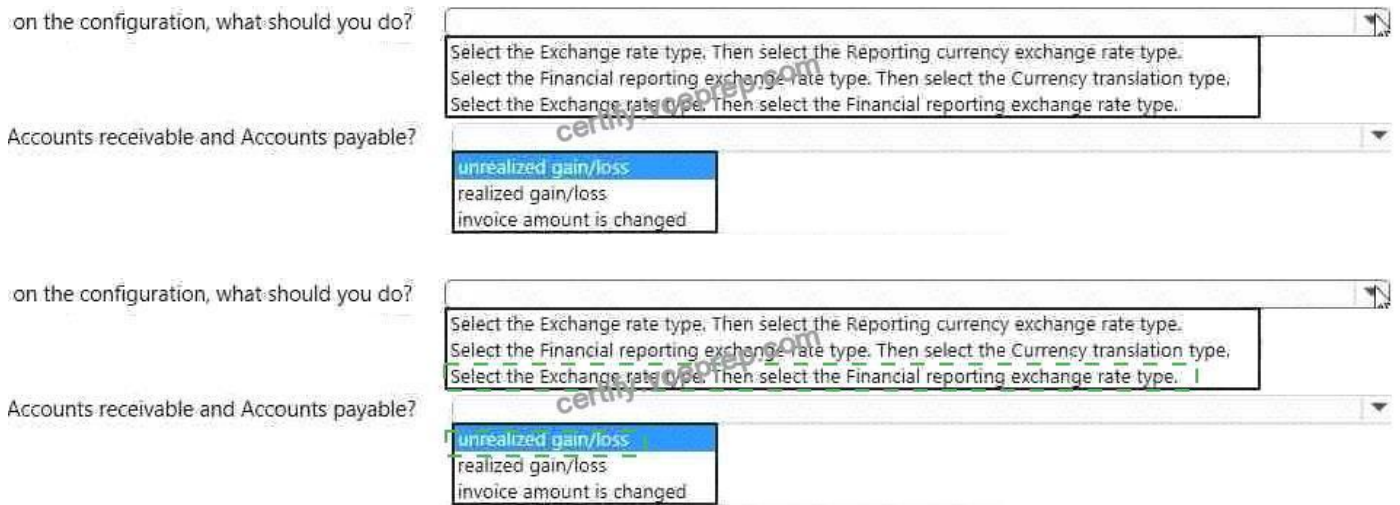 on the configuration, what should you do?
Select the Exchange rate type. Then select the Reporting currency exchange rate type.
Select the Financial reporting exchange rate type. Then select the Currency translation type.
Select the Exchange rate type. Then select the Financial reporting exchange rate type.
certify.vceprep.com
Accounts receivable and Accounts payable?
unrealized gain/loss
realized gain/loss
invoice amount is changed
on the configuration, what should you do?
Select the Exchange rate type. Then select the Reporting currency exchange rate type.
Select the Financial reporting exchange rate type. Then select the Currency translation type.
Select the Exchange rate type. Then select the Financial reporting exchange rate type.
certify.vceprep.com
Accounts receivable and Accounts payable?
unrealized gain/loss
realized gain/loss
invoice amount is changed